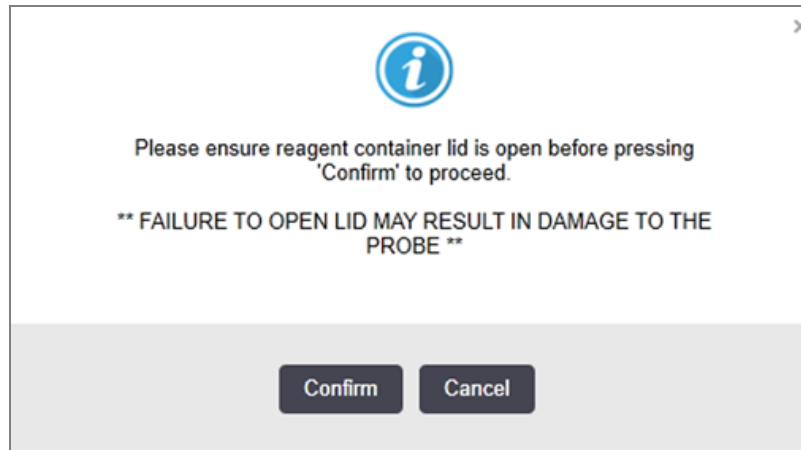 Please ensure reagent container lid is open before pressing
'Confirm' to proceed.
** FAILURE TO OPEN LID MAY RESULT IN DAMAGE TO THE
PROBE **
Confirm Cancel